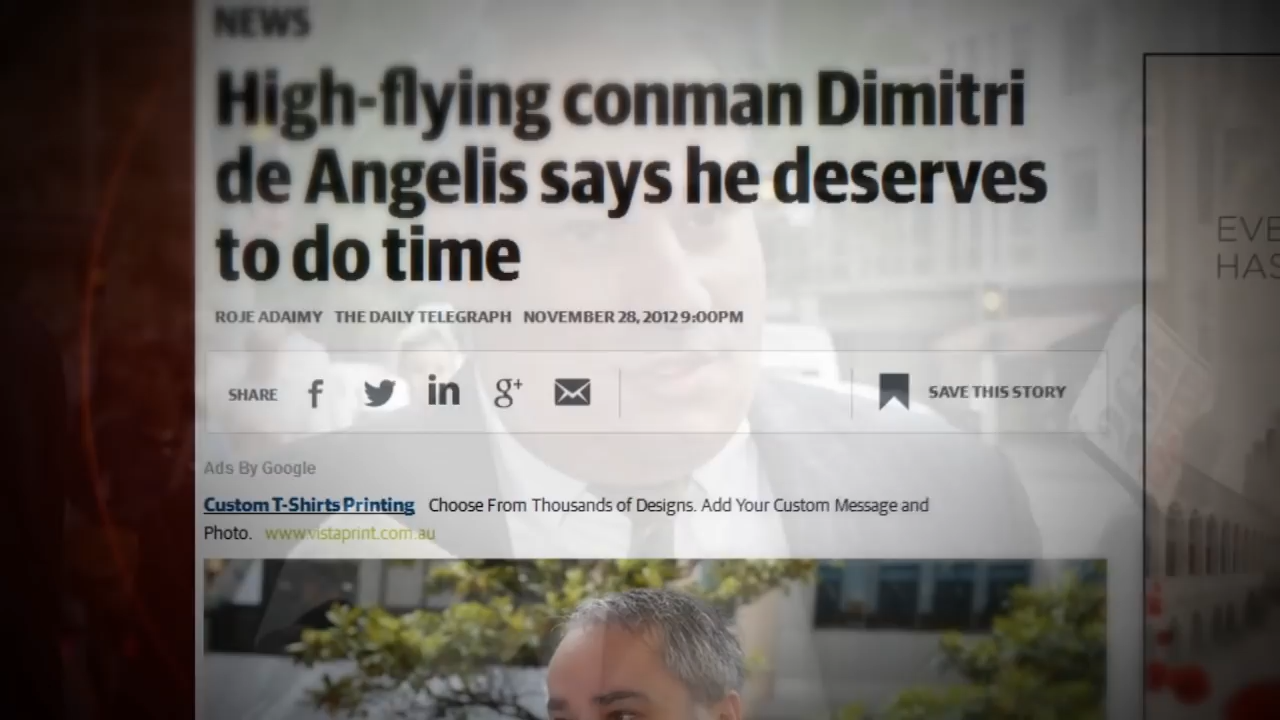 NEWS
High-flying conman Dimitri
de Angelis says he deserves
to do time
ROJE ADAIMY THE DAILY TELEGRAPH NOVEMBER 28, 2012 9:00PM
SHARE f in g+ SAVE THIS STORY
Ads By Google
Custom T-Shirts Printing Choose From Thousands of Designs. Add Your Custom Message and
Photo. www.vistaprint.com.au
EVE
HAS